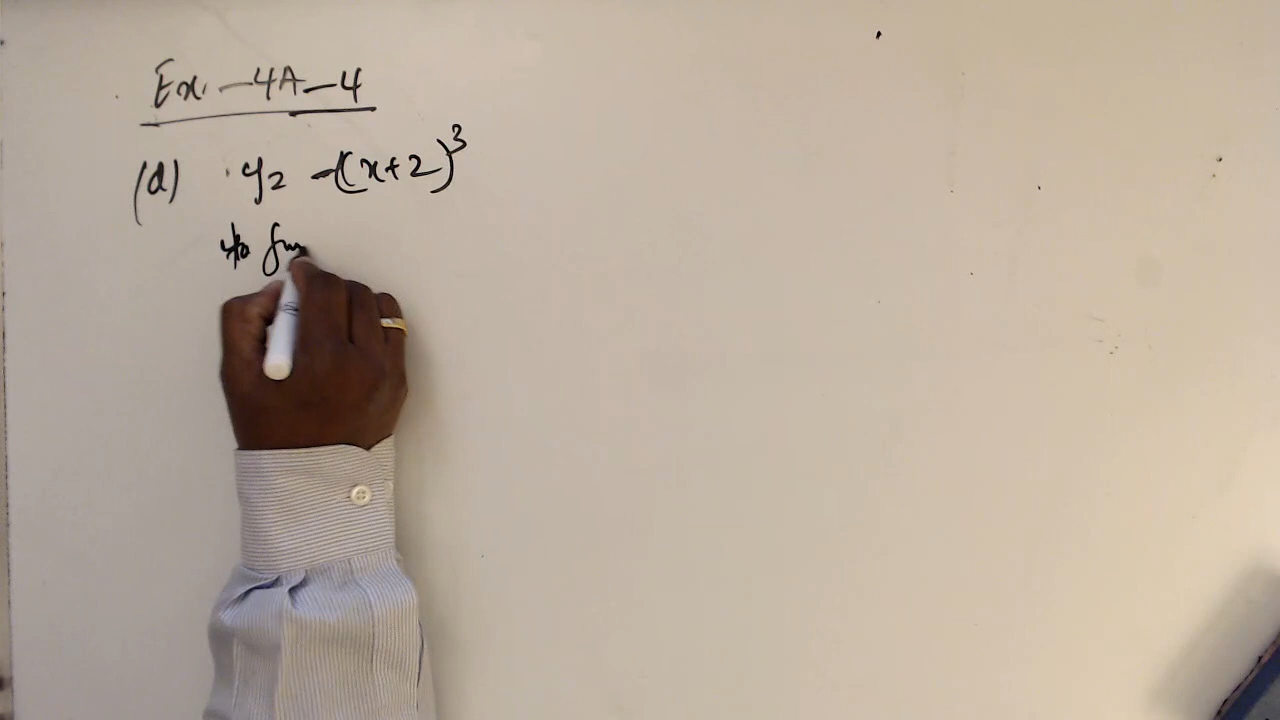 Ex. - 4A - 4
(d) y = -(x+2)³